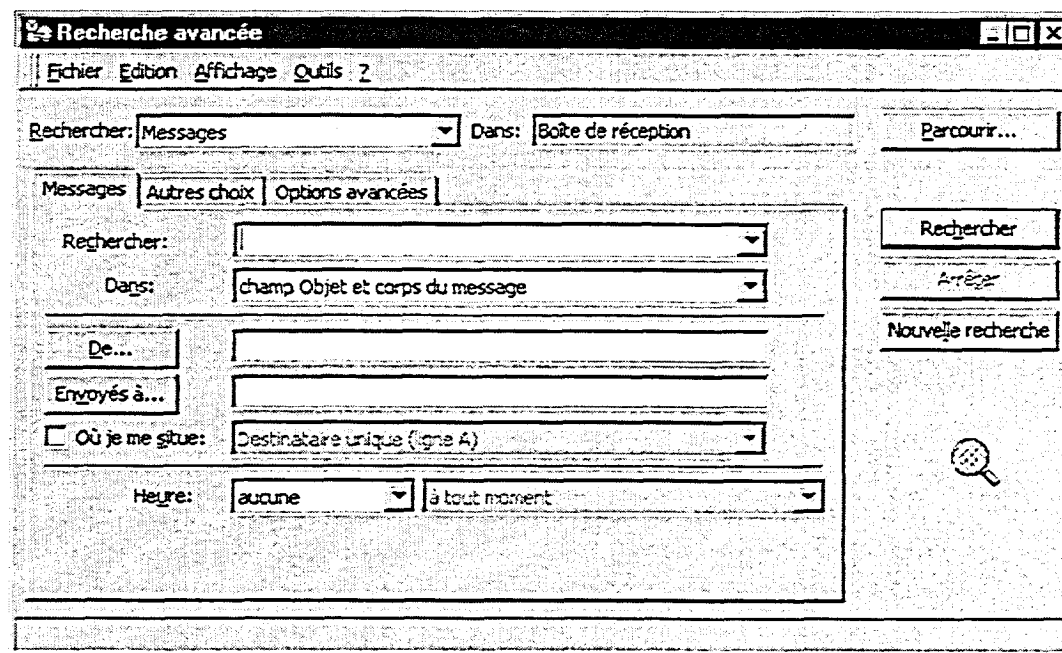 Recherche avancée
Fichier Edition Affichage Outils ?
Rechercher: Messages Dans: Boîte de réception Parcourir...
Messages Autres choix Options avancées
Rechercher: Rechercher
Dans: champ Objet et corps du message Arrêter
De... Nouvelle recherche
Envoyés à...
Où je me situe: Destinataire unique (ligne A)
Heure: aucune à tout moment